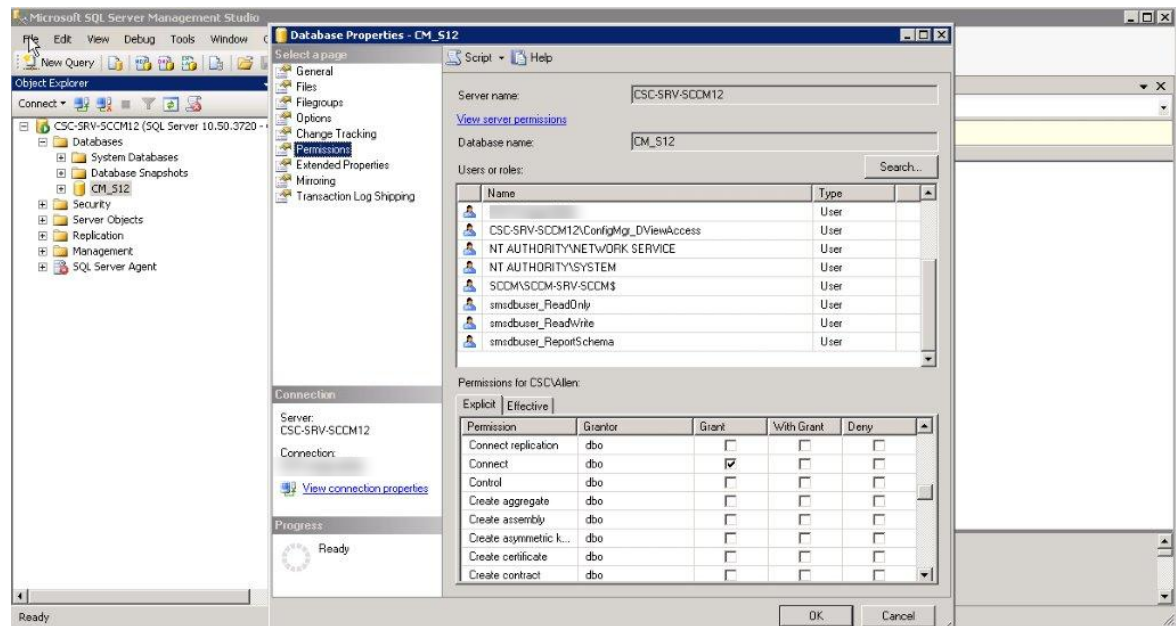 Microsoft SQL Server Management Studio
File Edit View Debug Tools Window
New Query
Object Explorer
Connect
CSC-SRV-SCCM12 (SQL Server 10.50.3720 -
Databases
System Databases
Database Snapshots
CM_S12
Security
Server Objects
Replication
Management
SQL Server Agent
Ready
Database Properties - CM_S12
Select a page
General
Files
Filegroups
Options
Change Tracking
Permissions
Extended Properties
Mirroring
Transaction Log Shipping
Connection
Server:
CSC-SRV-SCCM12
Connection:
View connection properties
Progress
Ready
Script Help
Server name: CSC-SRV-SCCM12
View server permissions
Database name: CM_S12
Users or roles: Search...
Name Type
User
CSC-SRV-SCCM12\ConfigMgr_DViewAccess User
NT AUTHORITY\NETWORK SERVICE User
NT AUTHORITY\SYSTEM User
SCCM\SCCM-SRV-SCCM$ User
smsdbuser_ReadOnly User
smsdbuser_ReadWrite User
smsdbuser_ReportSchema User
Permissions for CSC\Allen:
Explicit Effective
Permission Grantor Grant With Grant Deny
Connect replication dbo
Connect dbo
Control dbo
Create aggregate dbo
Create assembly dbo
Create asymmetric k... dbo
Create certificate dbo
Create contract dbo
OK Cancel